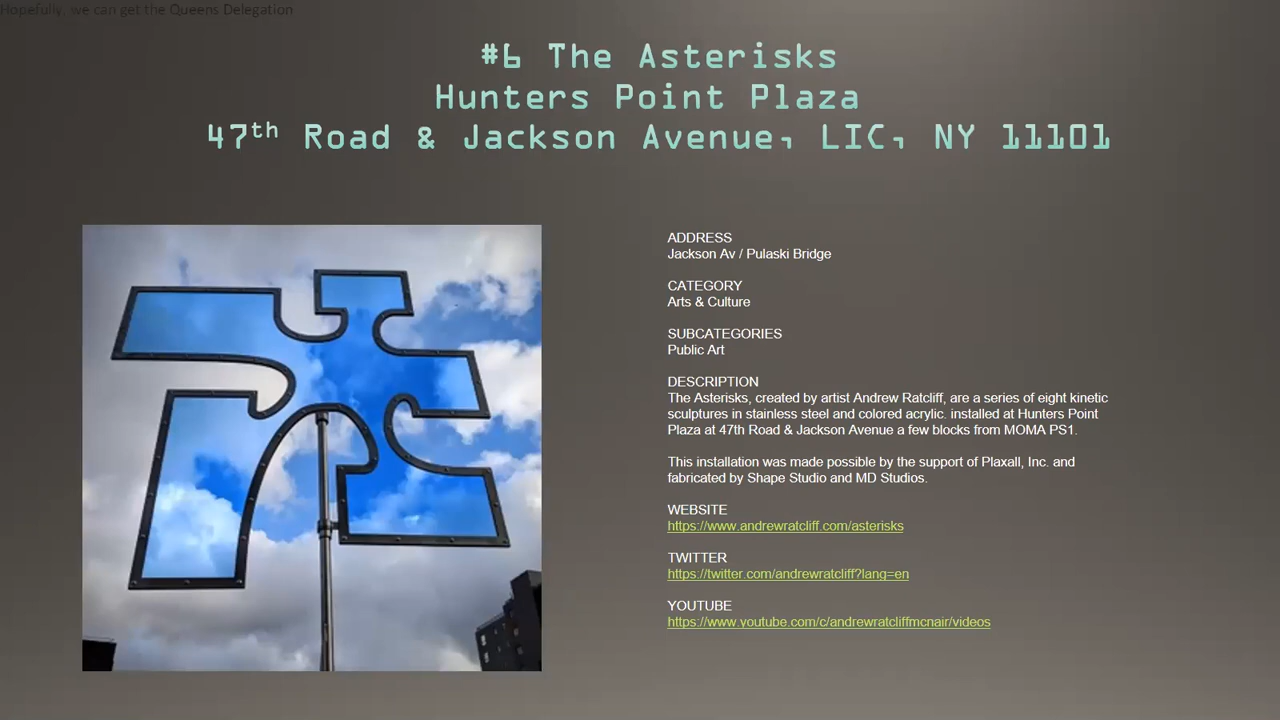 Hopefully, we can get the Queens Delegation
#6 The Asterisks
Hunters Point Plaza
47th Road & Jackson Avenue, LIC, NY 11101
ADDRESS
Jackson Av / Pulaski Bridge
CATEGORY
Arts & Culture
SUBCATEGORIES
Public Art
DESCRIPTION
The Asterisks, created by artist Andrew Ratcliff, are a series of eight kinetic
sculptures in stainless steel and colored acrylic. installed at Hunters Point
Plaza at 47th Road & Jackson Avenue a few blocks from MOMA PS1.
This installation was made possible by the support of Plaxall, Inc. and
fabricated by Shape Studio and MD Studios.
WEBSITE
https://www.andrewratcliff.com/asterisks
TWITTER
https://twitter.com/andrewratcliff?lang=en
YOUTUBE
https://www.youtube.com/c/andrewratcliffmcnair/videos